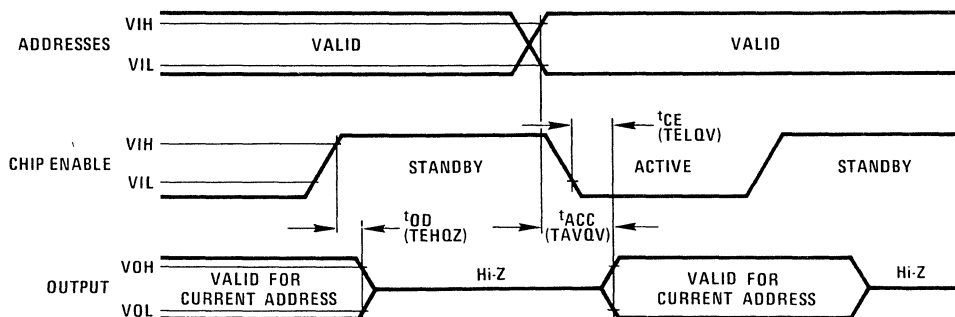 VIH
ADDRESSES
VALID
VALID
VIL
tCE
(TELQV)
VIH
CHIP ENABLE
STANDBY
ACTIVE
STANDBY
VIL
tOD
(TEHQZ)
tACC
(TAVQV)
VOH
OUTPUT
VALID FOR
CURRENT ADDRESS
Hi-Z
VALID FOR
CURRENT ADDRESS
Hi-Z
VOL